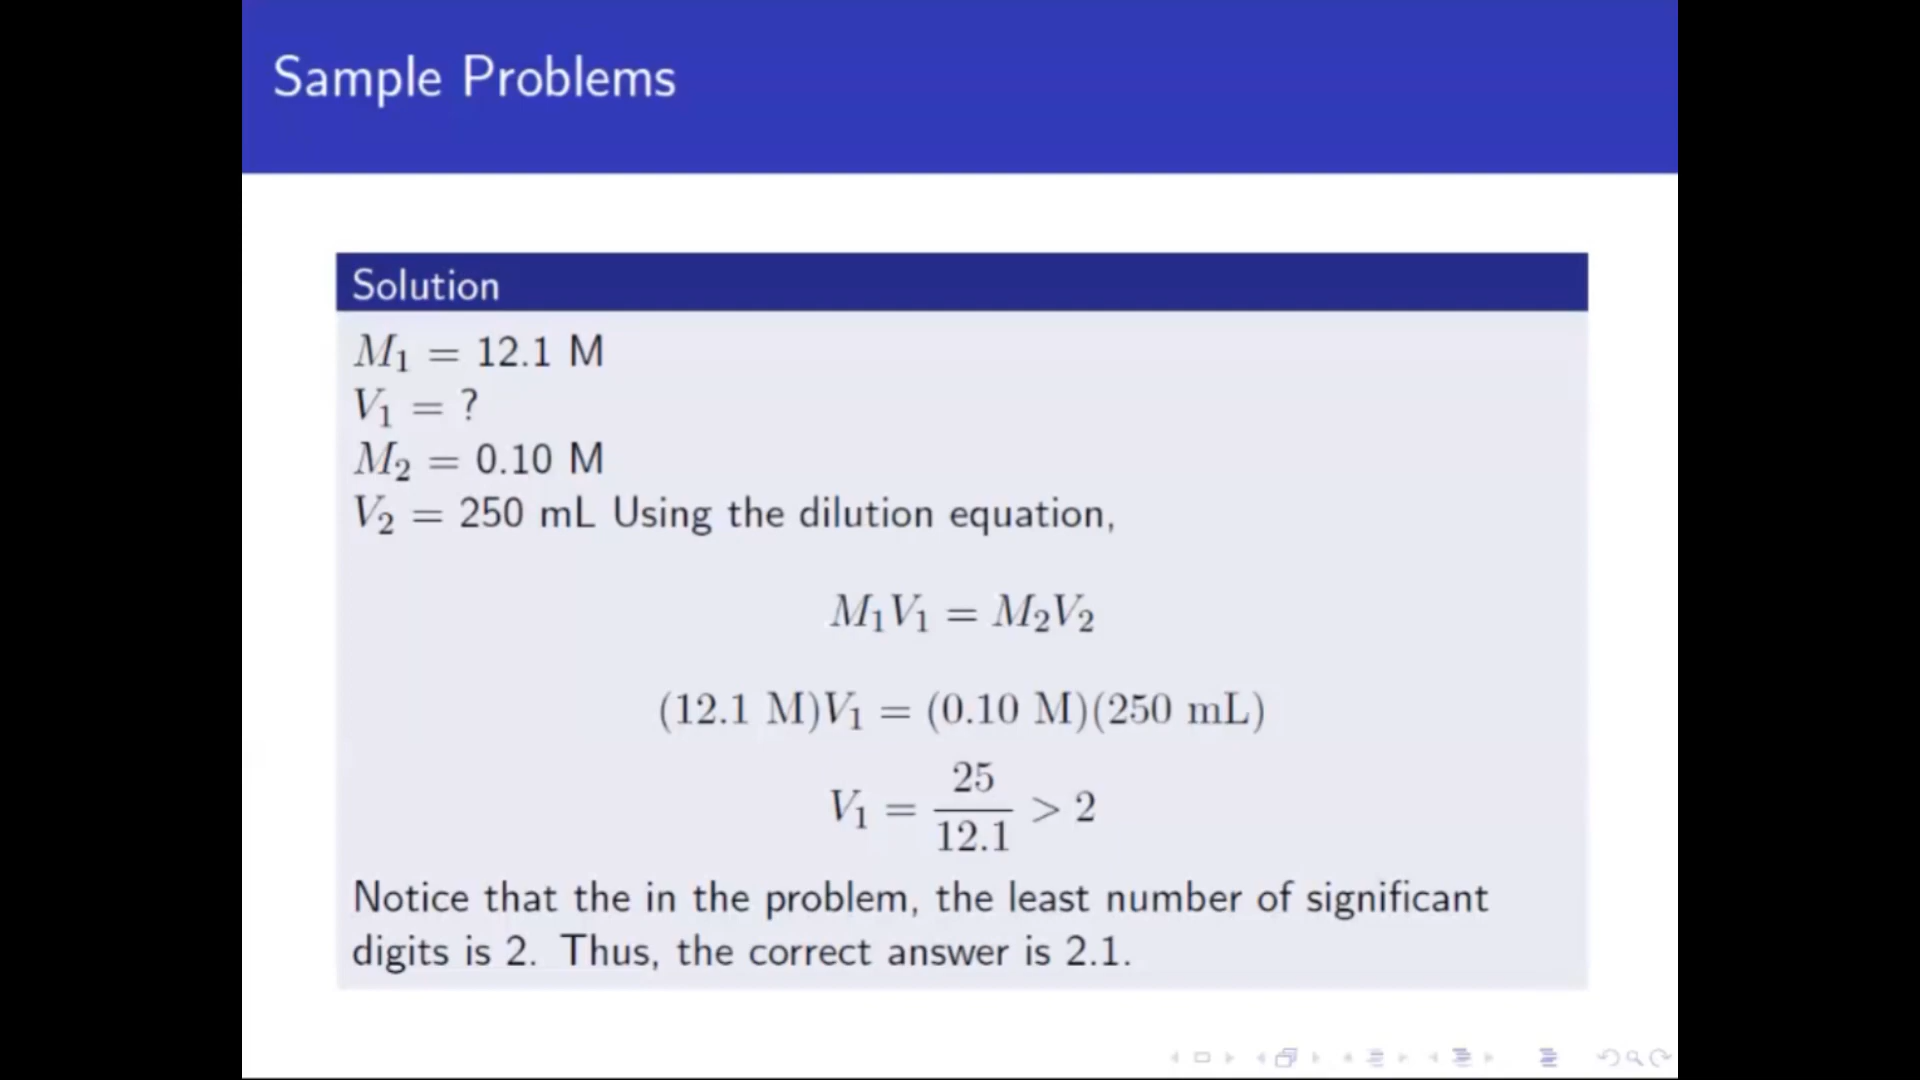 Sample Problems
Solution
M₁ = 12.1 M
V₁ = ?
M₂ = 0.10 M
V₂ = 250 mL Using the dilution equation,
M₁V₁ = M₂V₂
(12.1 M)V₁ = (0.10 M)(250 mL)
V₁ = 25/12.1 > 2
Notice that the in the problem, the least number of significant
digits is 2. Thus, the correct answer is 2.1.